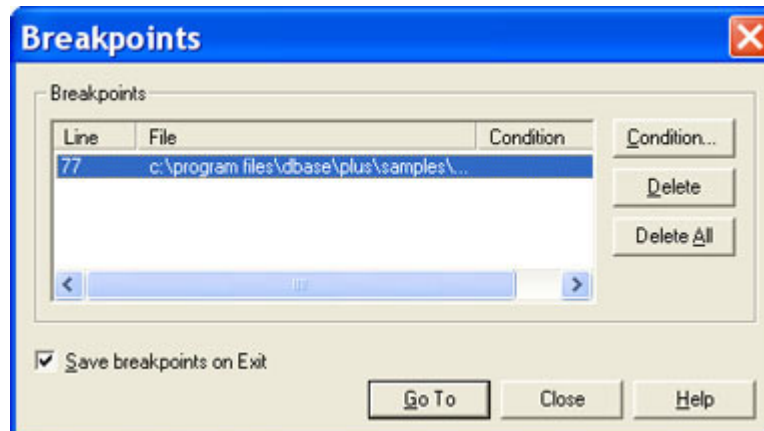 Breakpoints
Breakpoints
Line File Condition
77 c:\program files\dbase\plus\samples\...
Condition...
Delete
Delete All
Save breakpoints on Exit
Go To Close Help